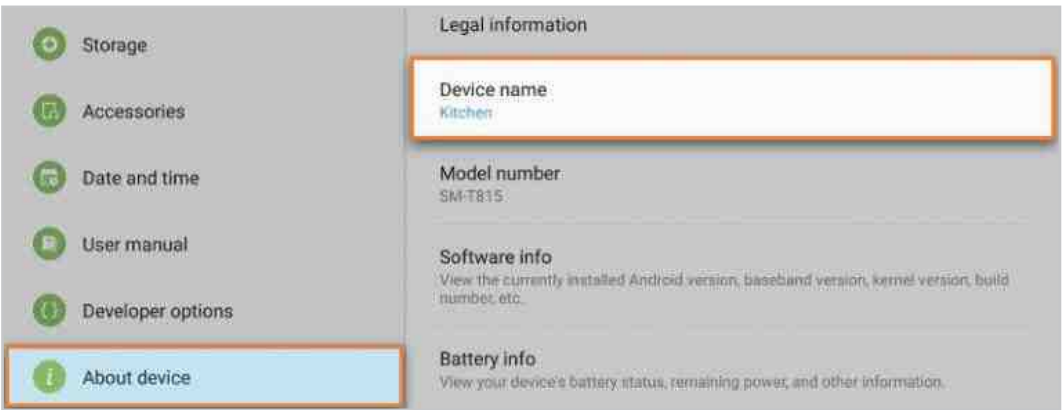 Storage
Accessories
Date and time
User manual
Developer options
About device
Legal information
Device name
Kitchen
Model number
SM-T815
Software info
View the currently installed Android version, baseband version, kernel version, build
number, etc.
Battery info
View your device's battery status, remaining power, and other information.